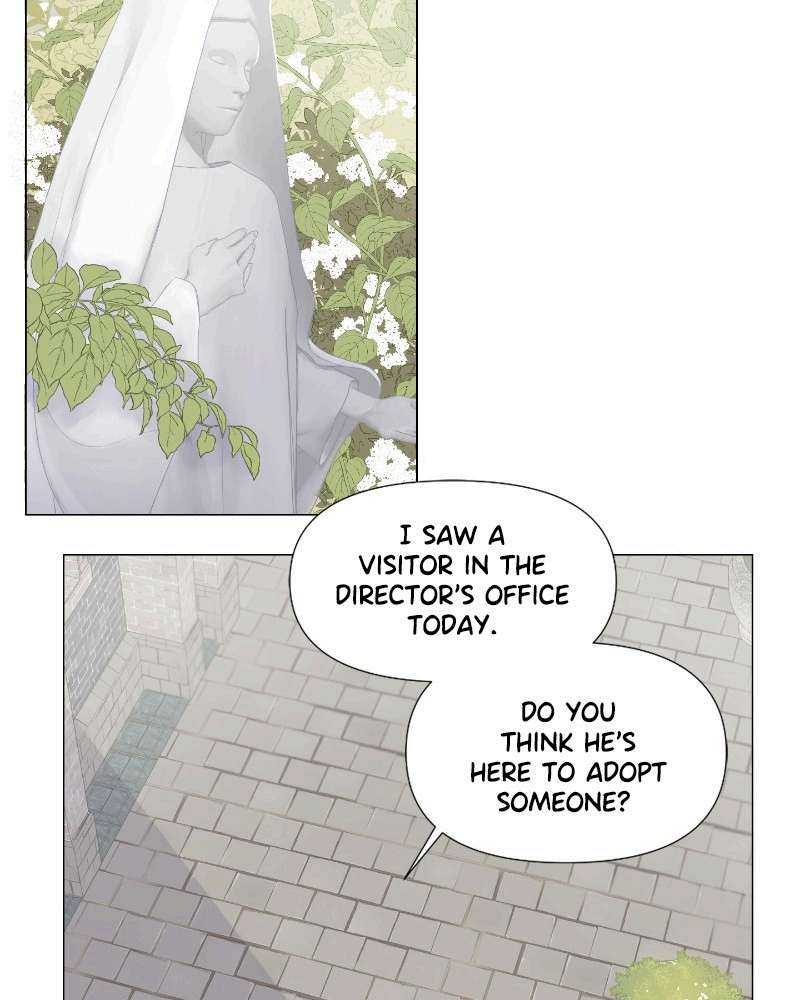 I SAW A
VISITOR IN THE
DIRECTOR'S OFFICE
TODAY.
DO YOU
THINK HE'S
HERE TO ADOPT
SOMEONE?